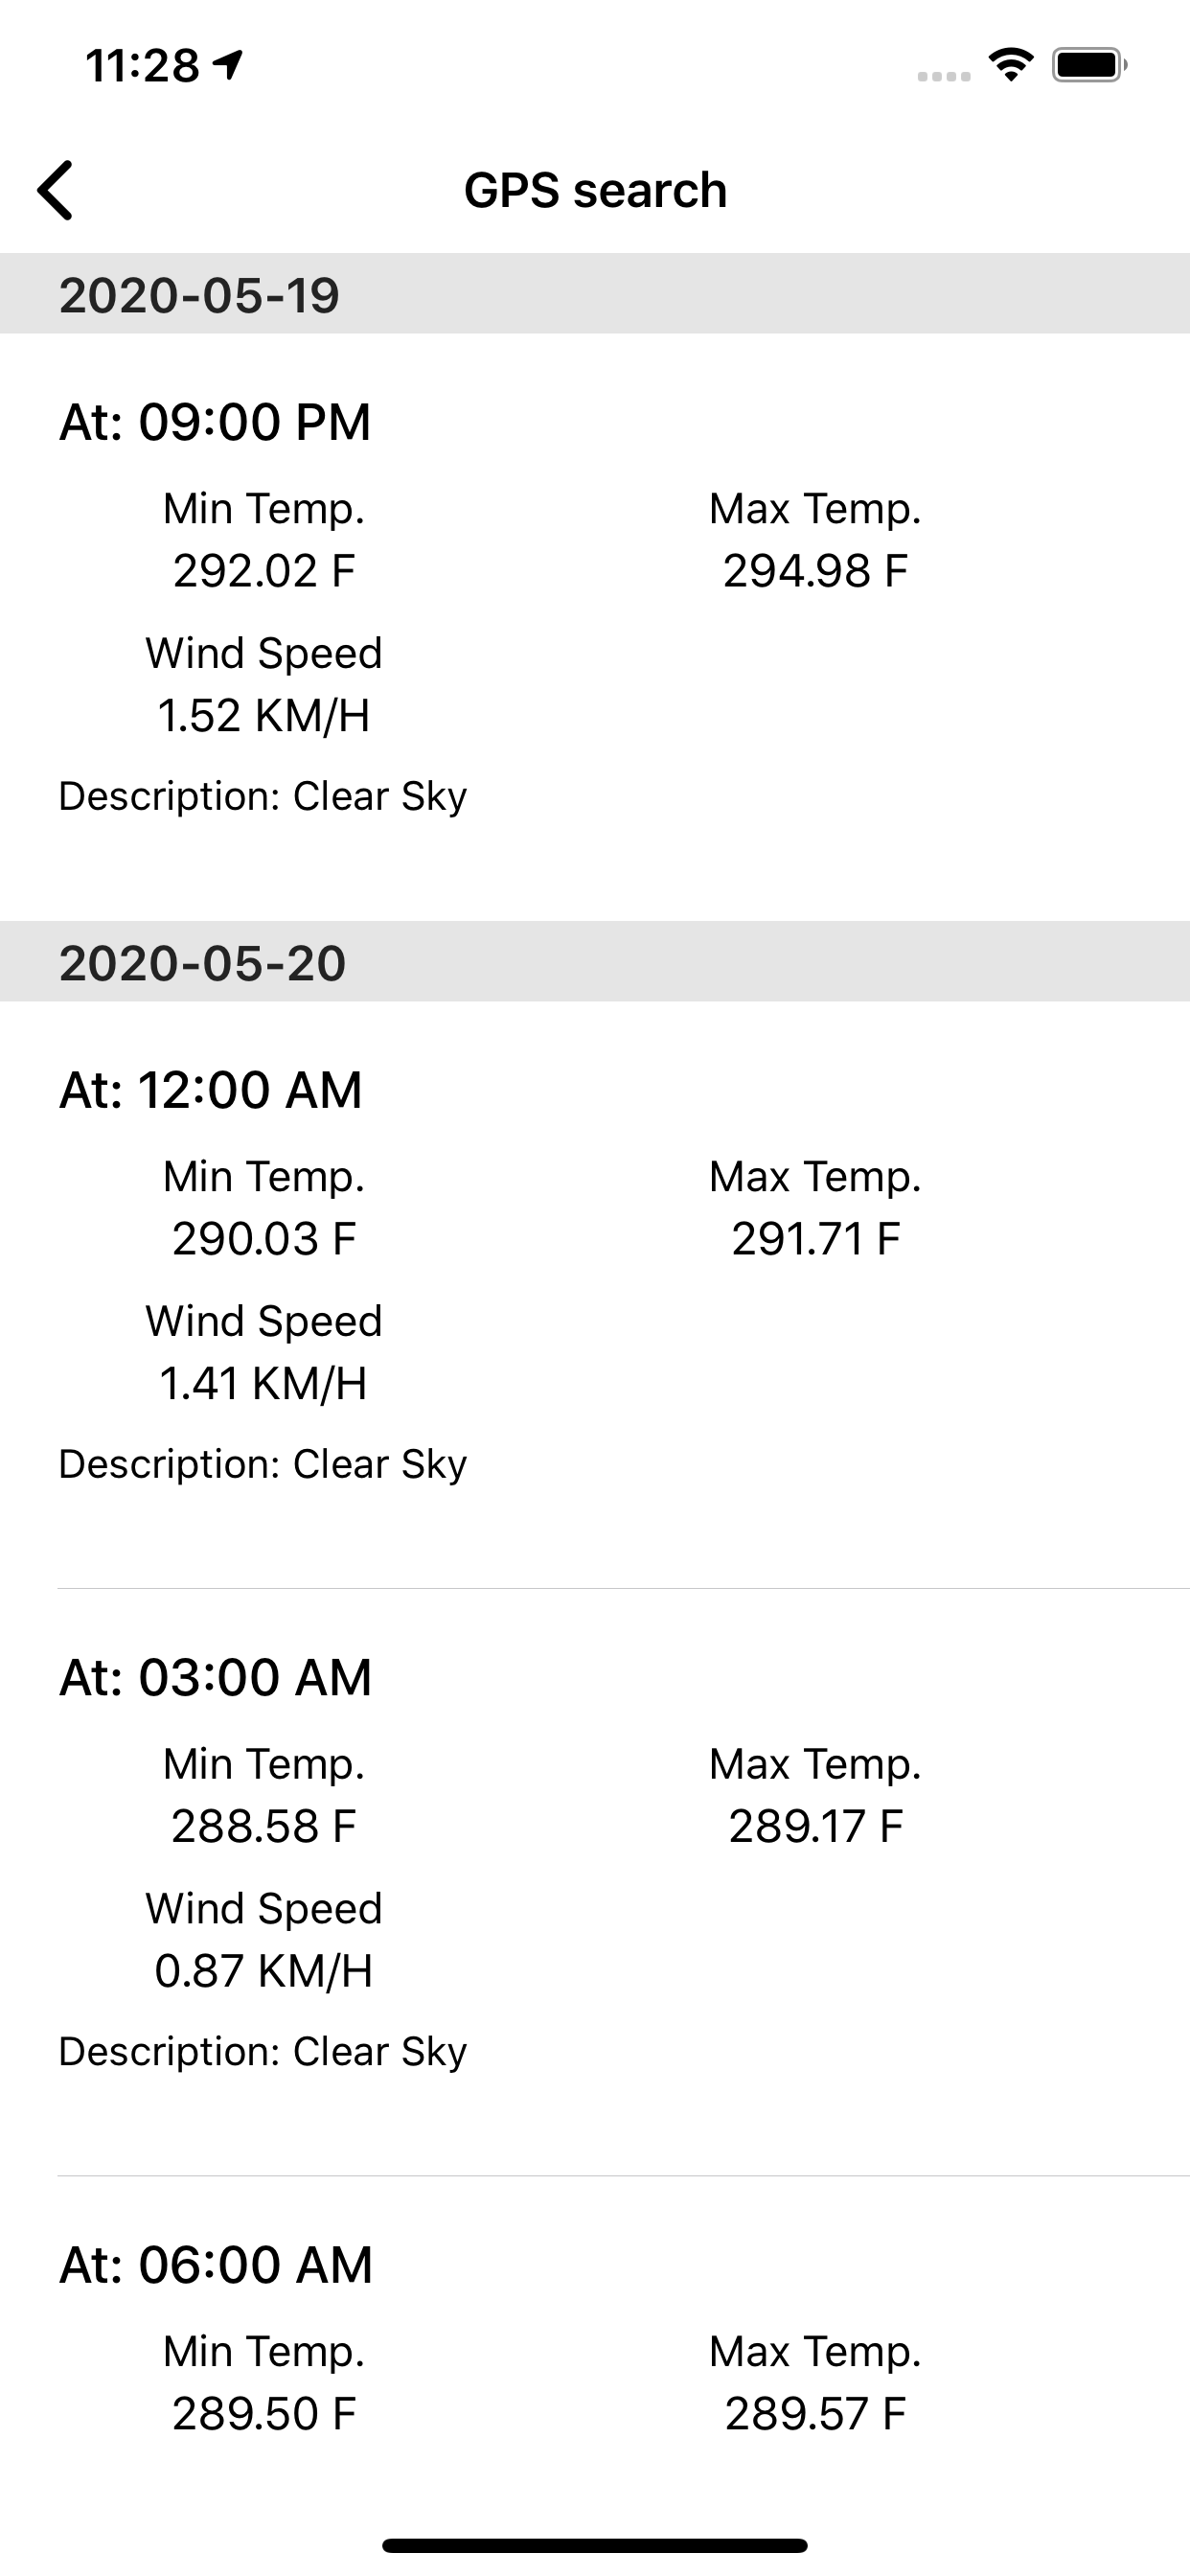 11:28
GPS search
2020-05-19
At: 09:00 PM
Min Temp. Max Temp.
292.02 F 294.98 F
Wind Speed
1.52 KM/H
Description: Clear Sky
2020-05-20
At: 12:00 AM
Min Temp. Max Temp.
290.03 F 291.71 F
Wind Speed
1.41 KM/H
Description: Clear Sky
At: 03:00 AM
Min Temp. Max Temp.
288.58 F 289.17 F
Wind Speed
0.87 KM/H
Description: Clear Sky
At: 06:00 AM
Min Temp. Max Temp.
289.50 F 289.57 F